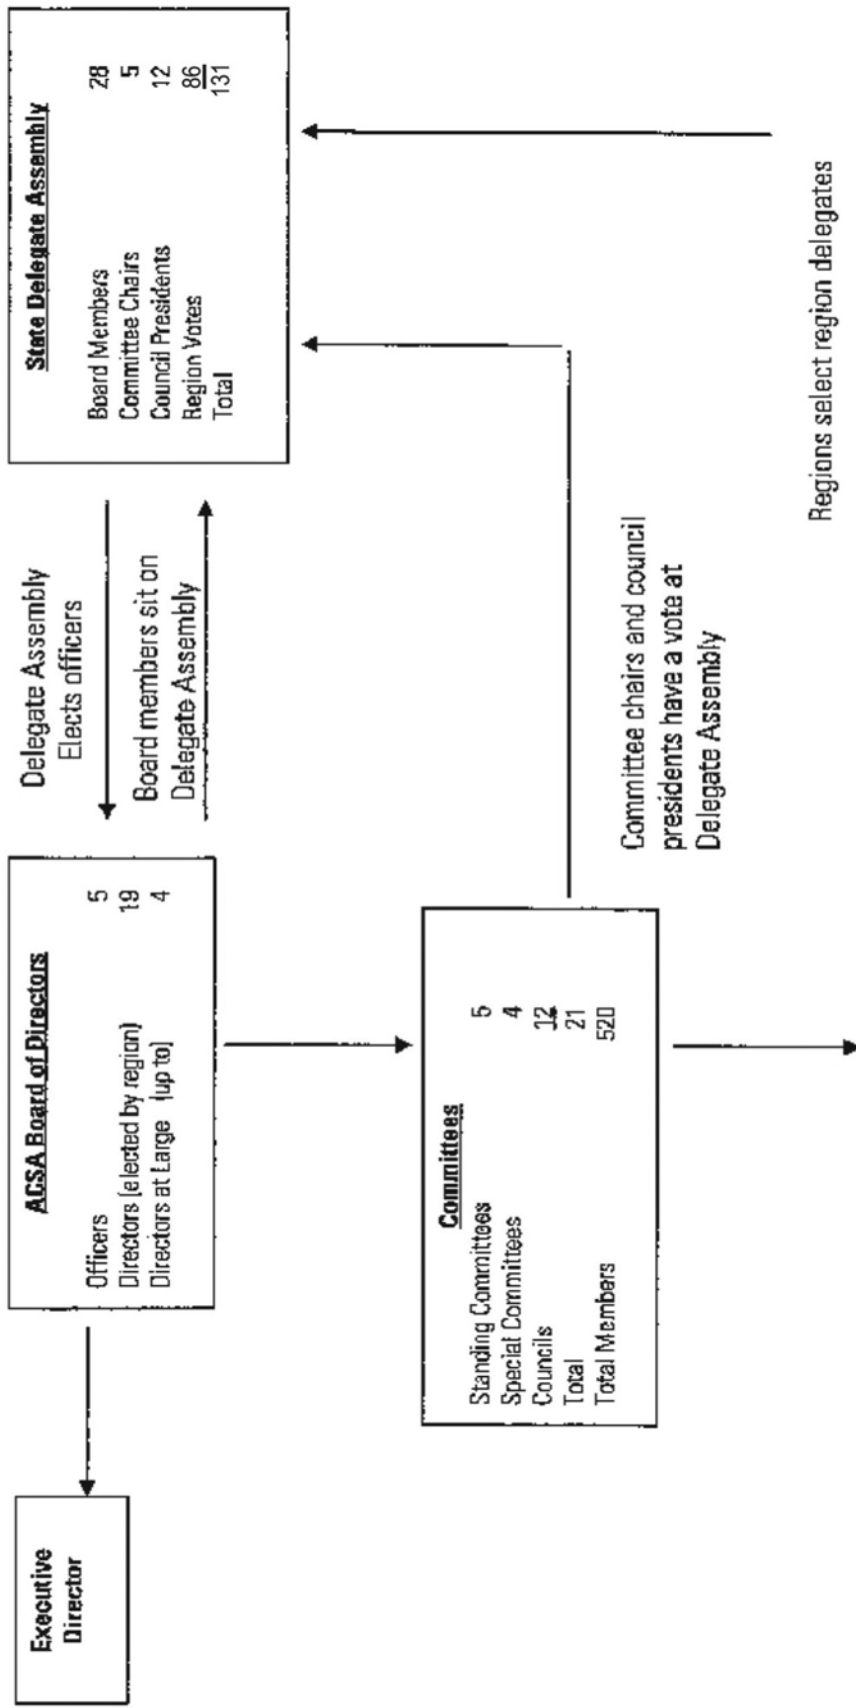 Executive
Director
ACSA Board of Directors
Officers 5
Directors (elected by region) 19
Directors at Large (up to) 4
Delegate Assembly
Elects officers
Board members sit on
Delegate Assembly
State Delegate Assembly
Board Members 28
Committee Chairs 5
Council Presidents 12
Region Votes 86
Total 131
Committees
Standing Committees 5
Special Committees 4
Councils 12
Total 21
Total Members 520
Committee chairs and council
presidents have a vote at
Delegate Assembly
Regions select region delegates